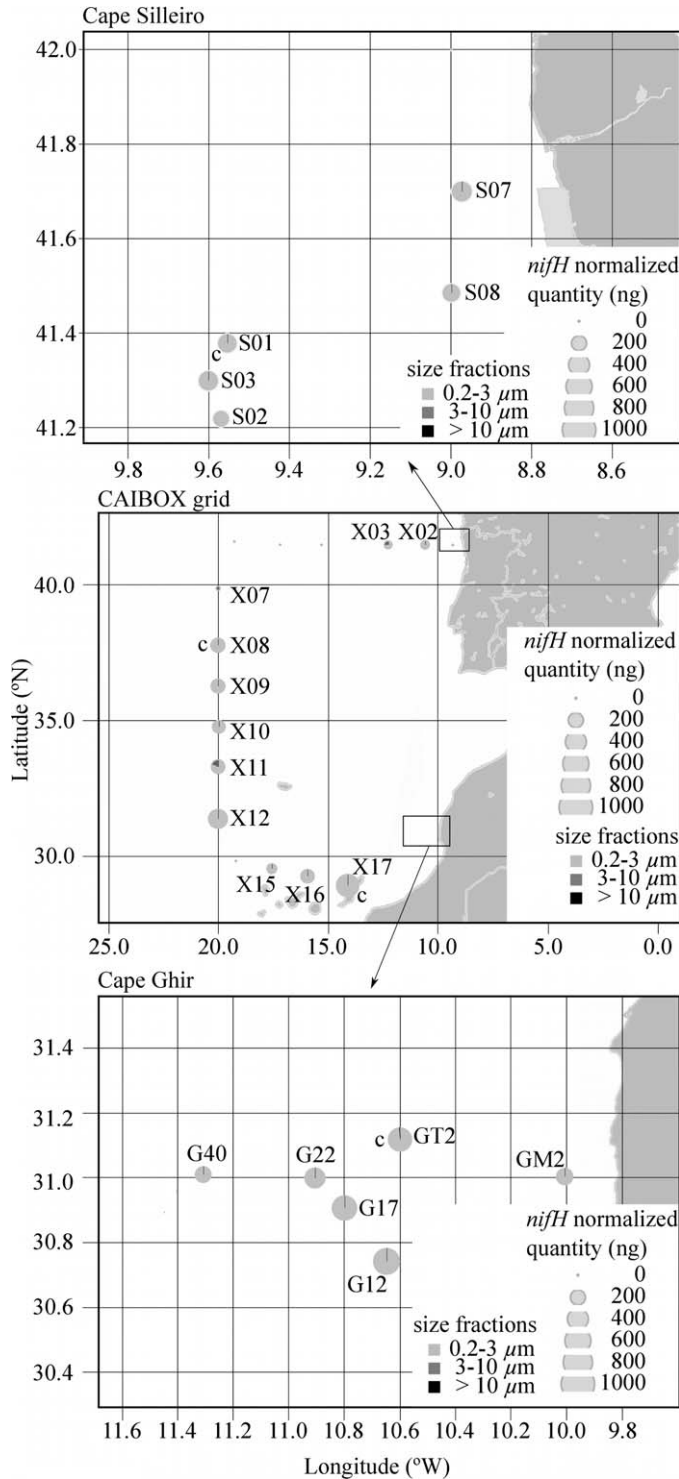 Cape Silleiro
42.0
41.8
41.6
41.4
41.2
S07
S08
S01
c
S03
S02
nifH normalized
quantity (ng)
0
200
400
600
800
1000
size fractions
0.2-3 µm
3-10 µm
> 10 µm
9.8 9.6 9.4 9.2 9.0 8.8 8.6
CAIBOX grid
X03 X02
40.0
35.0
30.0
Latitude (ºN)
X07
c X08
X09
X10
X11
X12
X15
X16
X17
c
nifH normalized
quantity (ng)
0
200
400
600
800
1000
size fractions
0.2-3 µm
3-10 µm
> 10 µm
25.0 20.0 15.0 10.0 5.0 0.0
Cape Ghir
31.4
31.2
31.0
30.8
30.6
30.4
c GT2
G40
G22
GM2
G17
G12
nifH normalized
quantity (ng)
0
200
400
600
800
1000
size fractions
0.2-3 µm
3-10 µm
> 10 µm
11.6 11.4 11.2 11.0 10.8 10.6 10.4 10.2 10.0 9.8
Longitude (ºW)